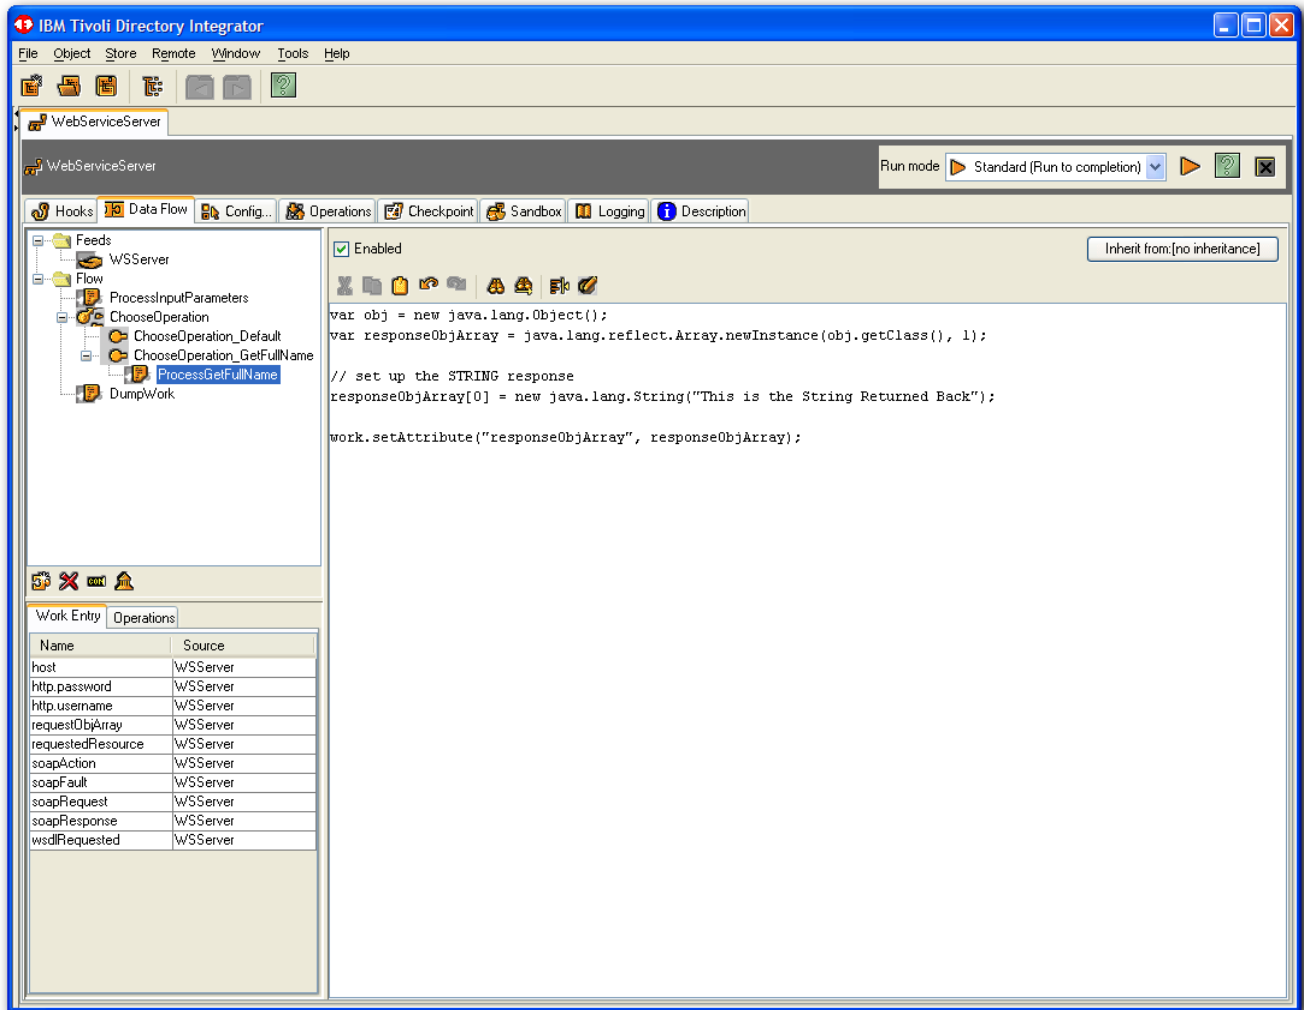 IBM Tivoli Directory Integrator
File Object Store Remote Window Tools Help
WebServiceServer
WebServiceServer
Run mode Standard (Run to completion)
Hooks Data Flow Config... Operations Checkpoint Sandbox Logging Description
Feeds
WSServer
Flow
ProcessInputParameters
ChooseOperation
ChooseOperation_Default
ChooseOperation_GetFullName
ProcessGetFullName
DumpWork
Enabled
Inherit from:[no inheritance]
var obj = new java.lang.Object();
var responseObjArray = java.lang.reflect.Array.newInstance(obj.getClass(), 1);
// set up the STRING response
responseObjArray[0] = new java.lang.String("This is the String Returned Back");
work.setAttribute("responseObjArray", responseObjArray);
CON
Work Entry Operations
Name Source
host WSServer
http.password WSServer
http.username WSServer
requestObjArray WSServer
requestedResource WSServer
soapAction WSServer
soapFault WSServer
soapRequest WSServer
soapResponse WSServer
wsdlRequested WSServer